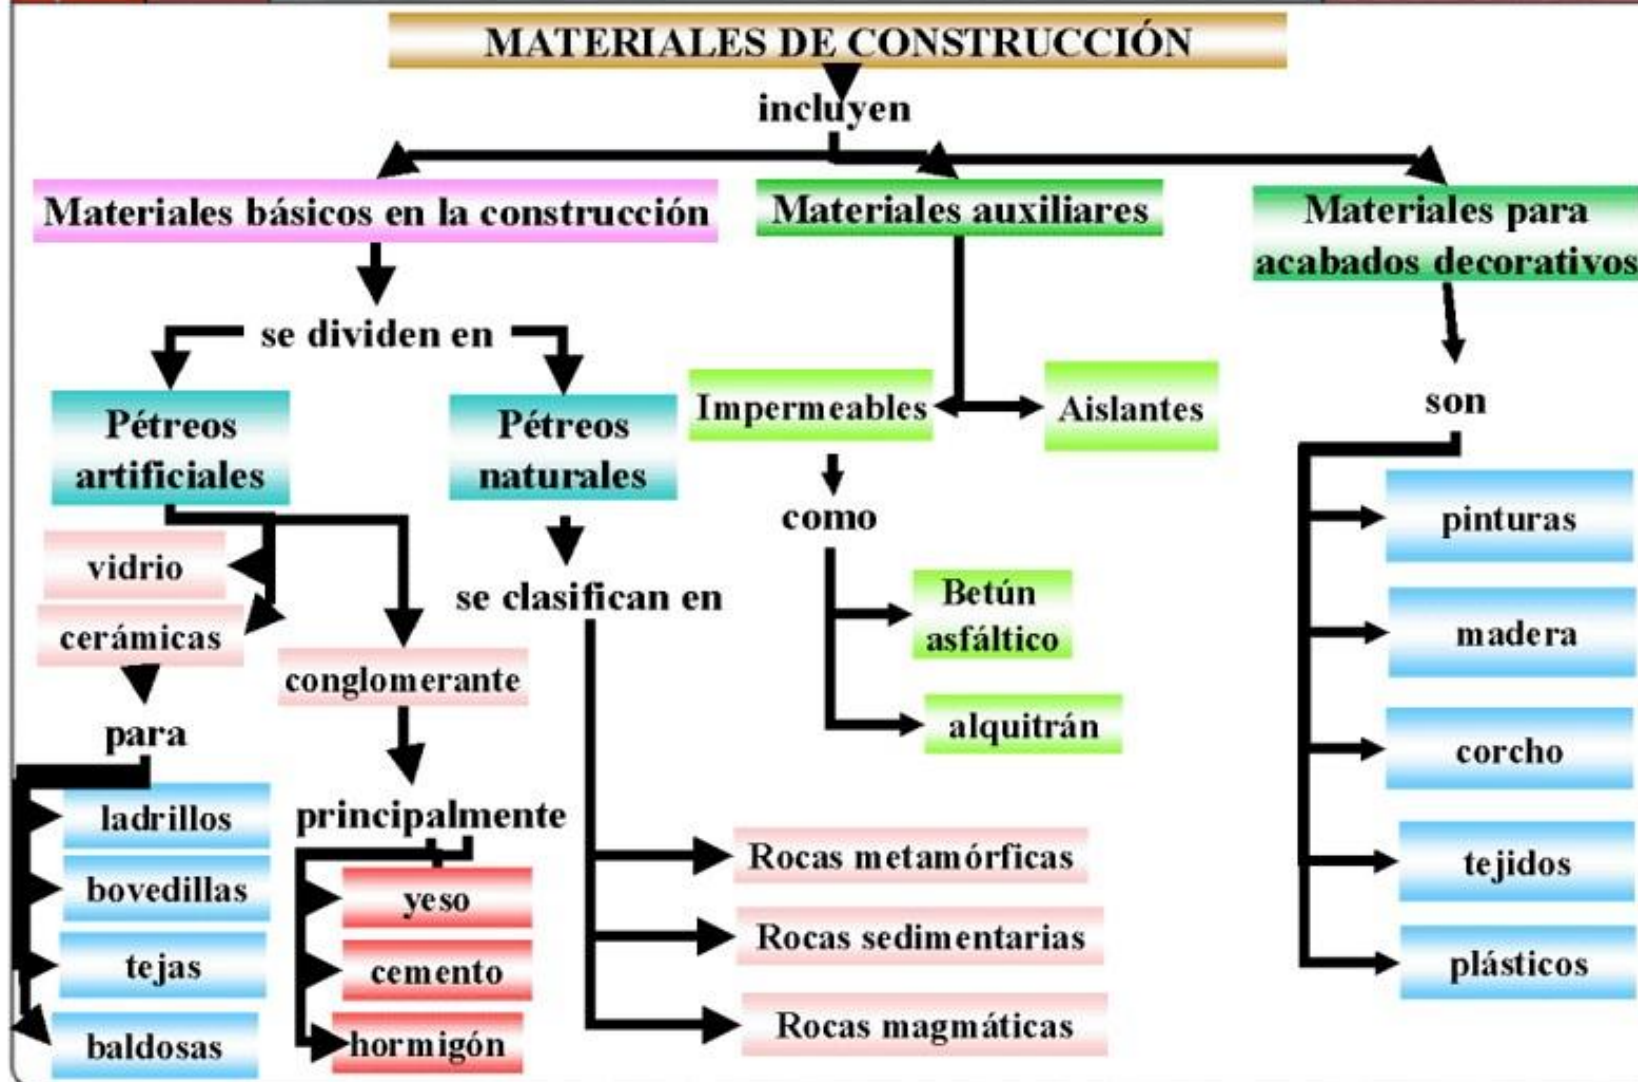 MATERIALES DE CONSTRUCCIÓN
incluyen
Materiales básicos en la construcción
Materiales auxiliares
Materiales para
acabados decorativos
se dividen en
Pétreos
artificiales
Pétreos
naturales
Impermeables
Aislantes
son
vidrio
cerámicas
para
ladrillos
bovedillas
tejas
baldosas
conglomerante
principalmente
yeso
cemento
hormigón
se clasifican en
Rocas metamórficas
Rocas sedimentarias
Rocas magmáticas
como
Betún
asfáltico
alquitrán
pinturas
madera
corcho
tejidos
plásticos